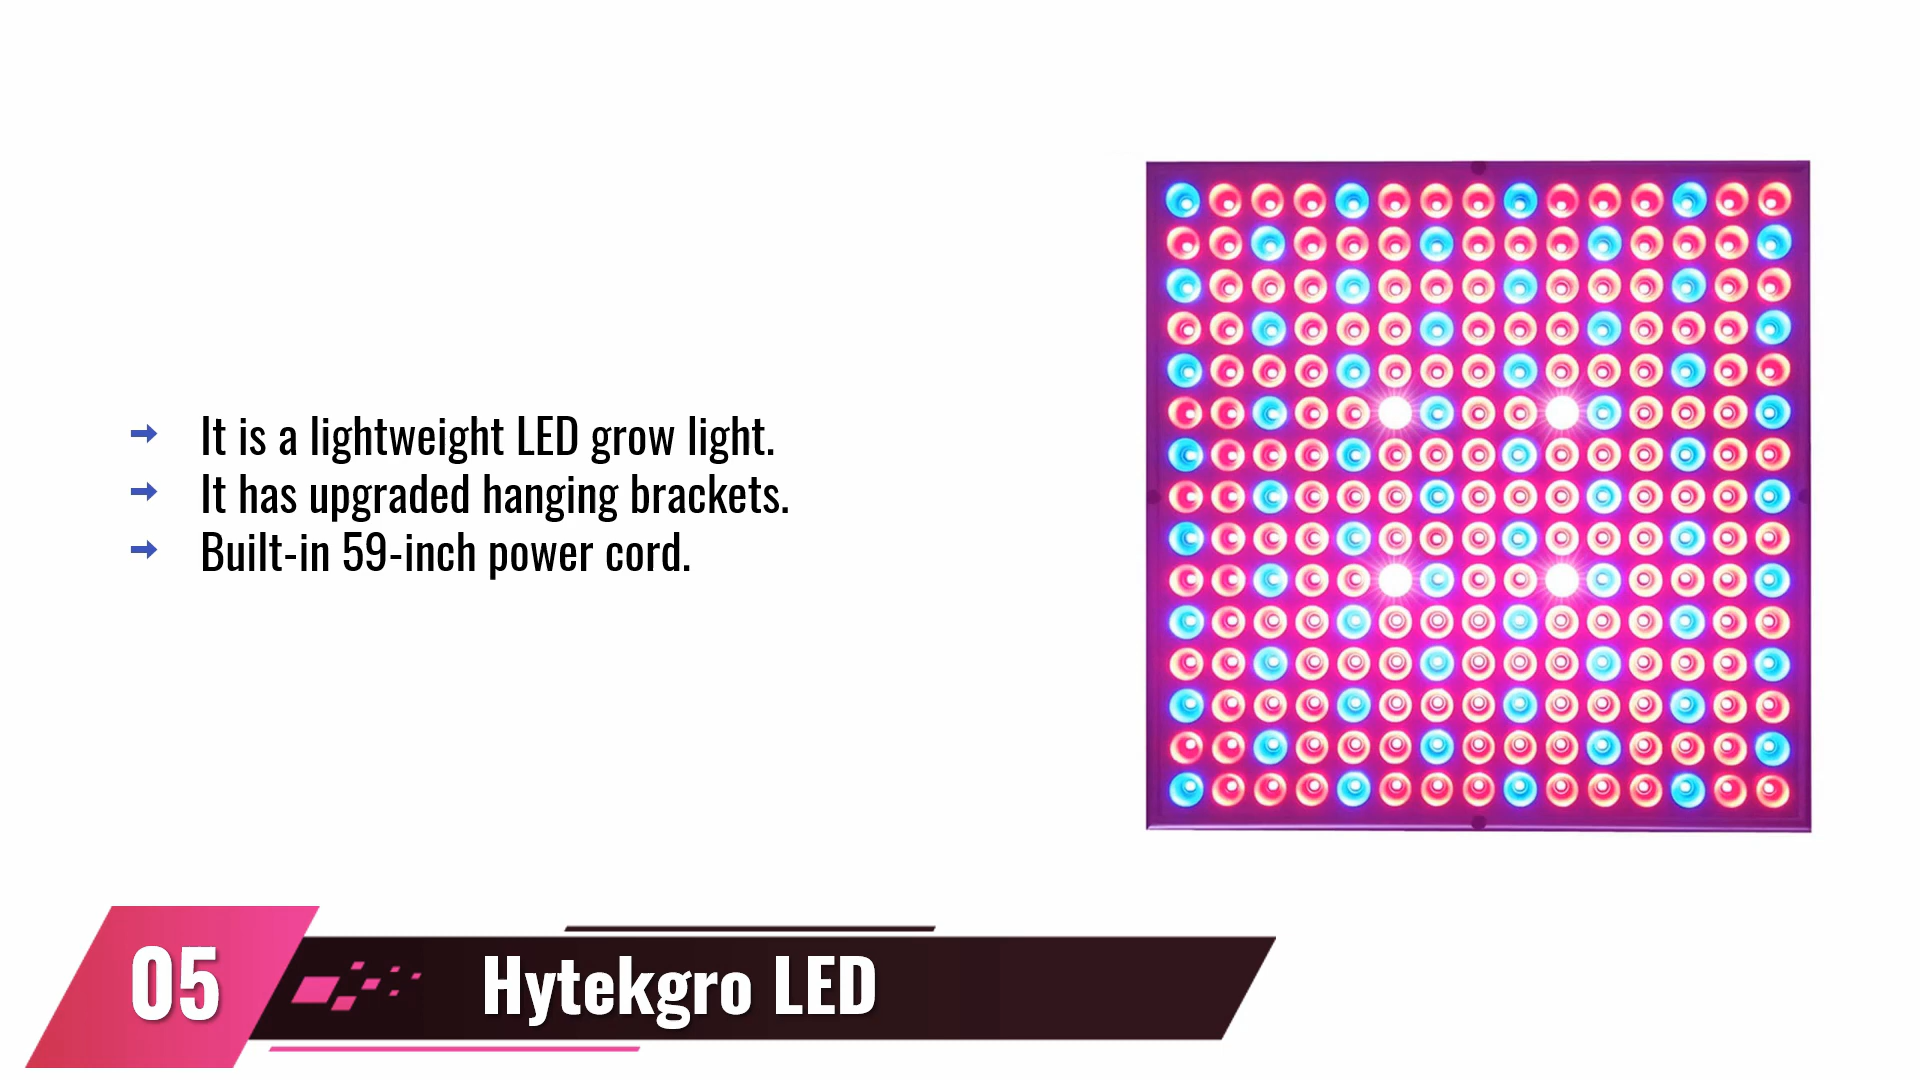 It is a lightweight LED grow light.
It has upgraded hanging brackets.
Built-in 59-inch power cord.
05
Hytekgro LED